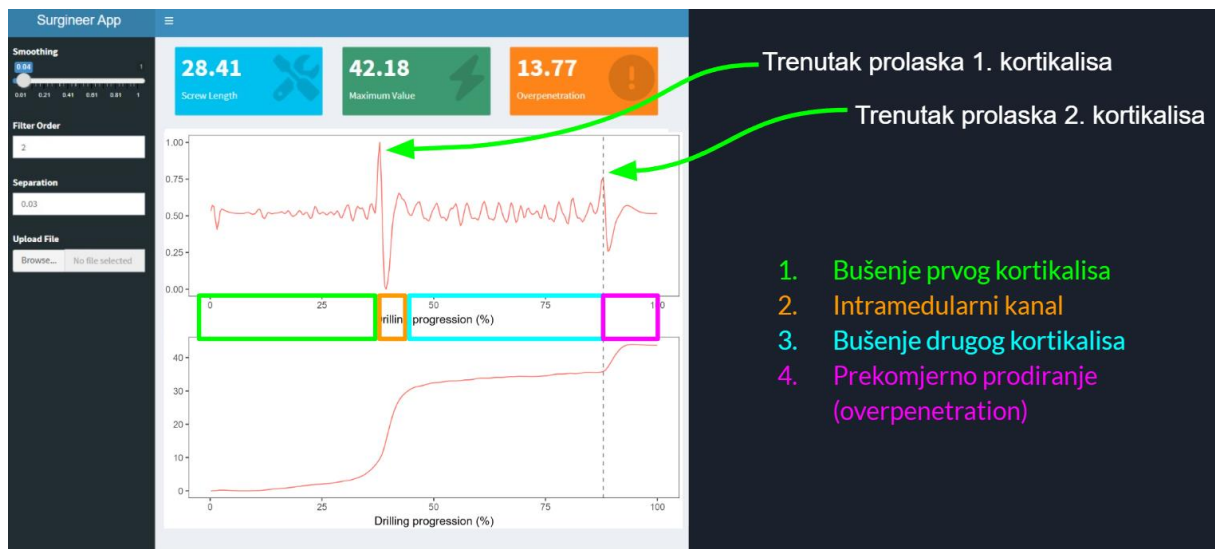 Surgineer App
Smoothing
0.04
1
0.01 0.21 0.41 0.61 0.81 1
Filter Order
2
Separation
0.03
Upload File
Browse... No file selected
28.41
Screw Length
42.18
Maximum Value
13.77
Overpenetration
1.00
0.75
0.50
0.25
0.00
0 25 50 75 100
Drilling progression (%)
40
30
20
10
0
0 25 50 75 100
Drilling progression (%)
Trenutak prolaska 1. kortikalisa
Trenutak prolaska 2. kortikalisa
1. Bušenje prvog kortikalisa
2. Intramedularni kanal
3. Bušenje drugog kortikalisa
4. Prekomjerno prodiranje
(overpenetration)